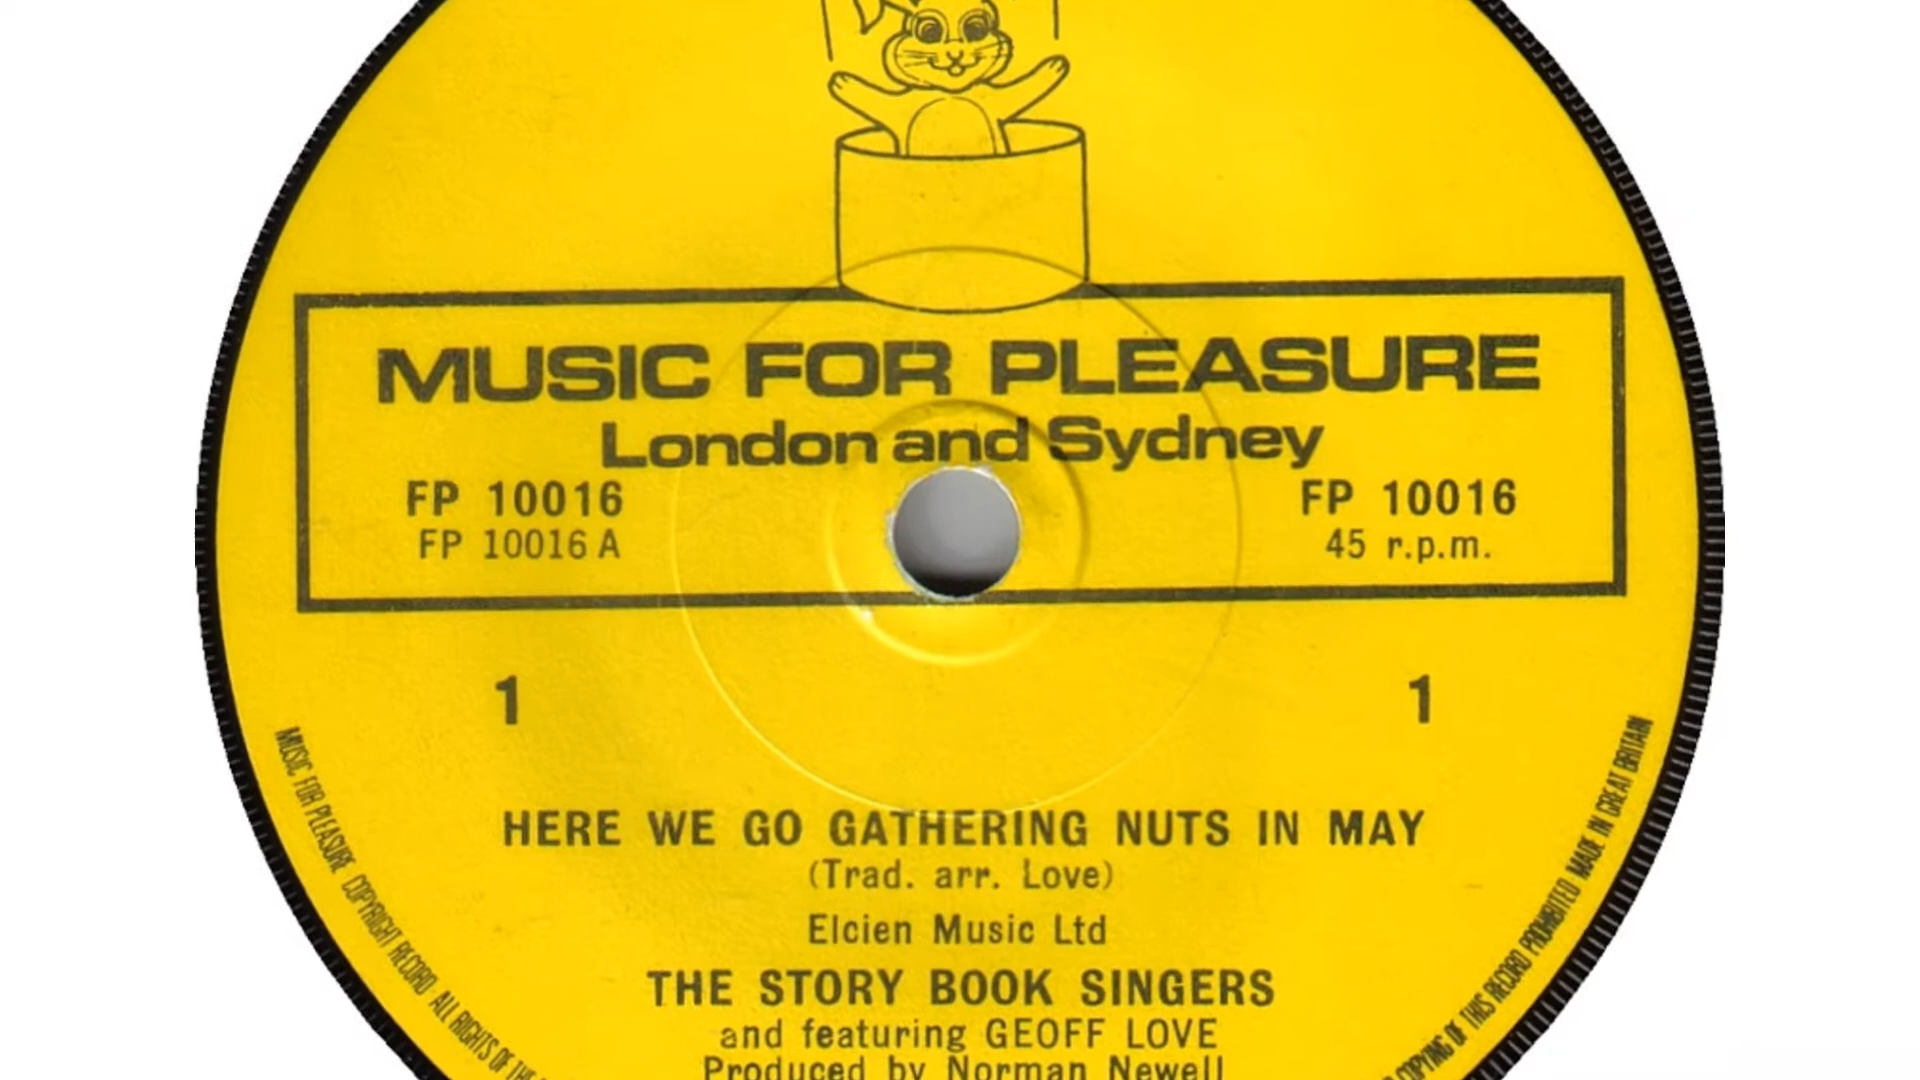 MUSIC FOR PLEASURE
London and Sydney
FP 10016
FP 10016 A
FP 10016
45 r.p.m.
1
1
HERE WE GO GATHERING NUTS IN MAY
(Trad. arr. Love)
Elcien Music Ltd
THE STORY BOOK SINGERS
and featuring GEOFF LOVE
Produced by Norman Newell
MUSIC FOR PLEASURE COPYRIGHT RECORD ALL RIGHTS OF THE
COPYING OF THIS RECORD PROHIBITED MADE IN GREAT BRITAIN